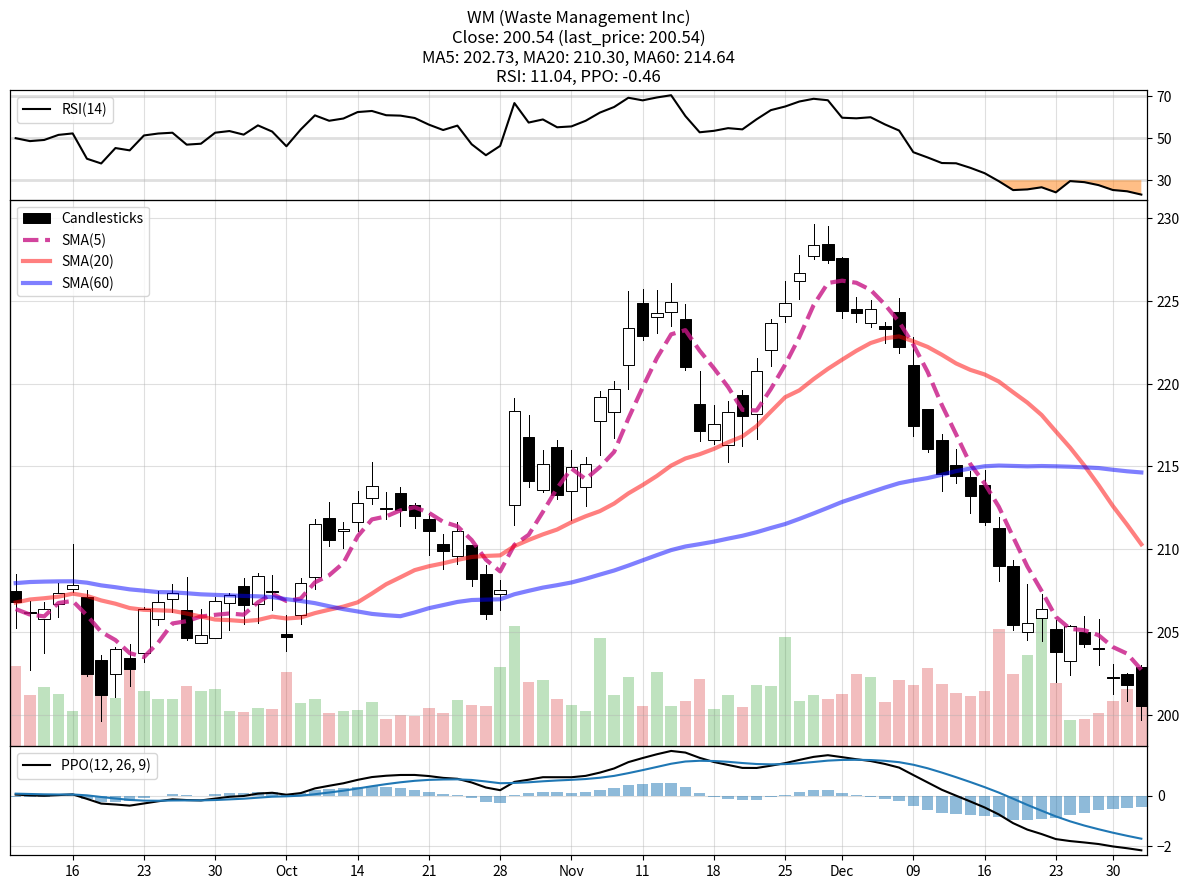 WM (Waste Management Inc)
Close: 200.54 (last_price: 200.54)
MA5: 202.73, MA20: 210.30, MA60: 214.64
RSI: 11.04, PPO: -0.46
RSI(14)
70
50
30
Candlesticks
SMA(5)
SMA(20)
SMA(60)
230
225
220
215
210
205
200
PPO(12, 26, 9)
0
−2
16 23 30 Oct 14 21 28 Nov 11 18 25 Dec 09 16 23 30